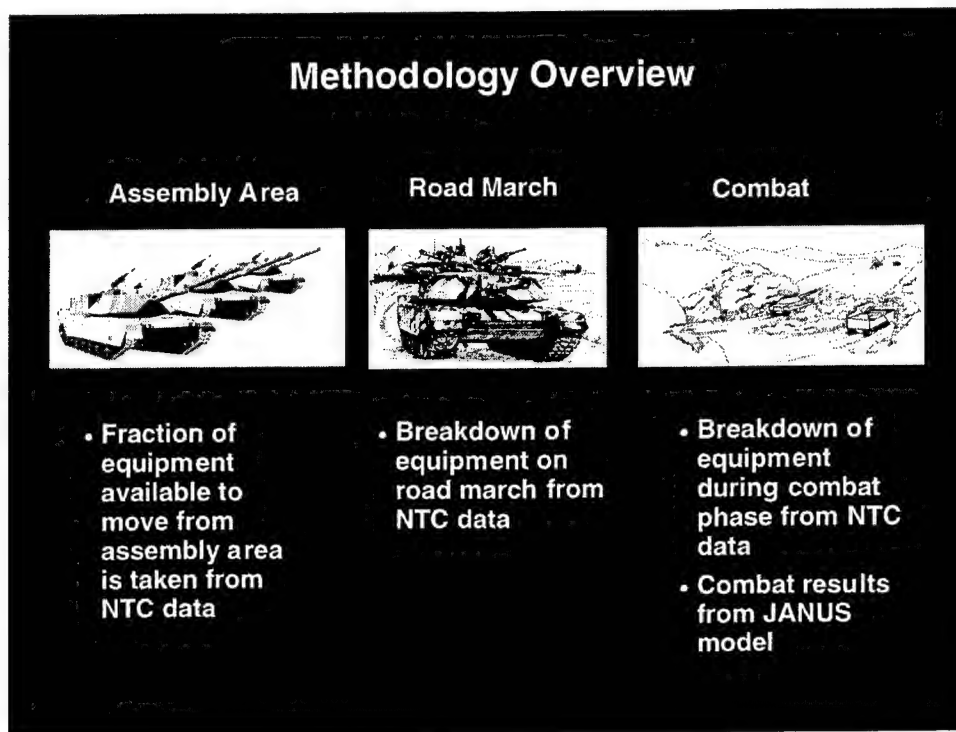 Methodology Overview
Assembly Area
• Fraction of
equipment
available to
move from
assembly area
is taken from
NTC data
Road March
• Breakdown of
equipment on
road march from
NTC data
Combat
• Breakdown of
equipment
during combat
phase from NTC
data
• Combat results
from JANUS
model